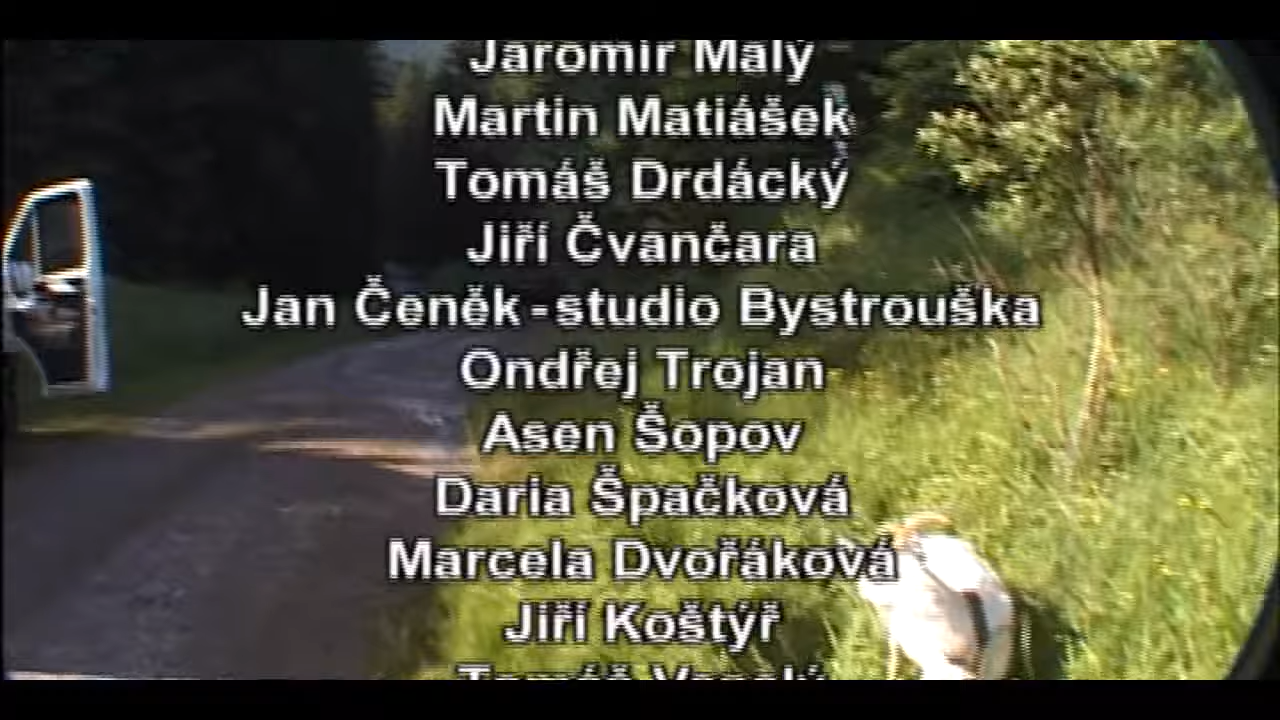 Jaromír Malý
Martin Matiášek
Tomáš Drdácký
Jiří Čvančara
Jan Čeněk - studio Bystrouška
Ondřej Trojan
Asen Šopov
Daria Špačková
Marcela Dvořáková
Jiří Koštýř
Tomáš